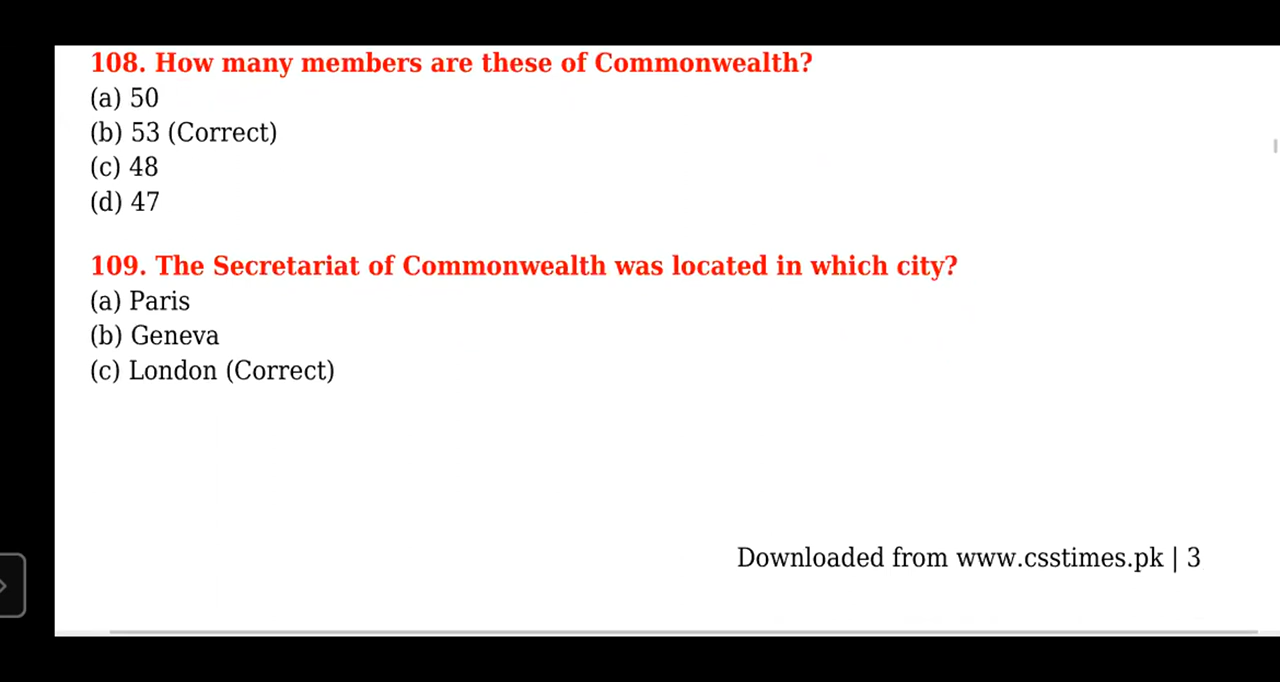 108. How many members are these of Commonwealth?
(a) 50
(b) 53 (Correct)
(c) 48
(d) 47
109. The Secretariat of Commonwealth was located in which city?
(a) Paris
(b) Geneva
(c) London (Correct)
Downloaded from www.csstimes.pk | 3